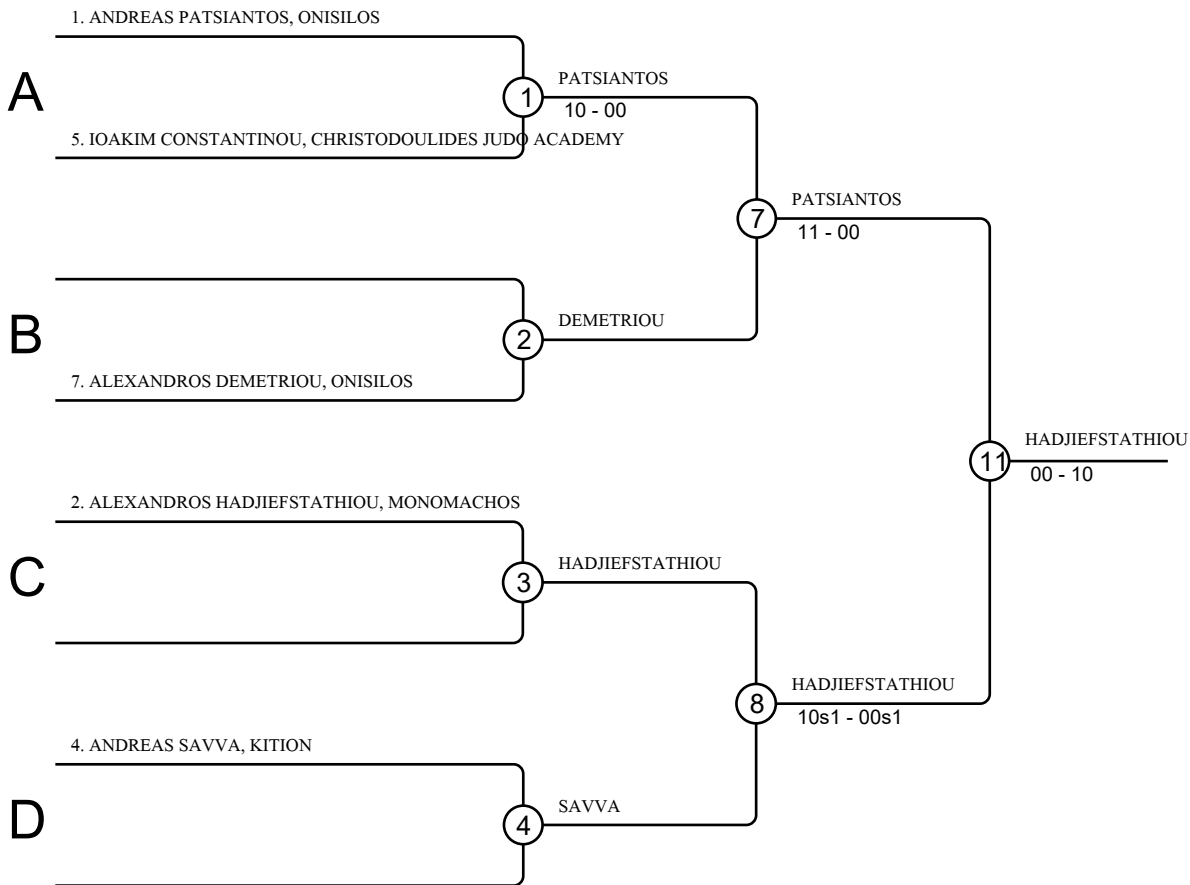 1. ANDREAS PATSIANTOS, ONISILOS
A
1
PATSIANTOS
10 - 00
5. IOAKIM CONSTANTINOU, CHRISTODOULIDES JUDO ACADEMY
7
PATSIANTOS
11 - 00
B
2
DEMETRIOU
7. ALEXANDROS DEMETRIOU, ONISILOS
11
HADJIEFSTATHIOU
00 - 10
2. ALEXANDROS HADJIEFSTATHIOU, MONOMACHOS
C
3
HADJIEFSTATHIOU
8
HADJIEFSTATHIOU
10s1 - 00s1
4. ANDREAS SAVVA, KITION
D
4
SAVVA